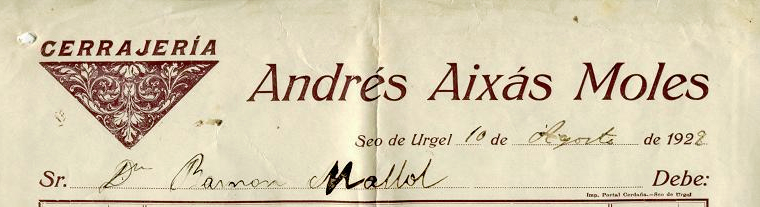 CERRAJERÍA
Andrés Aixás Moles
Seo de Urgel 10 de Agosto de 1928
Sr. Dn Ramon Mallol Debe:
Imp. Portal Cerdaña.-Seo de Urgel